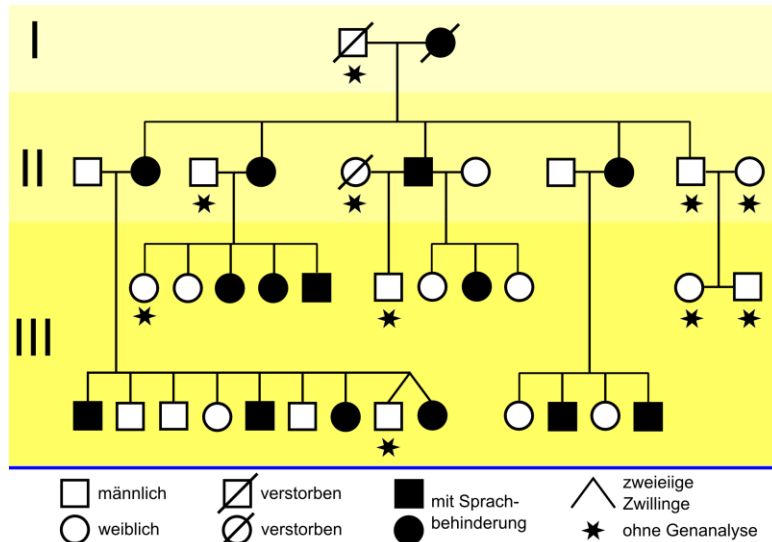 I
II
III
männlich
verstorben
mit Sprach-
behinderung
zweieiige
Zwillinge
weiblich
verstorben
ohne Genanalyse